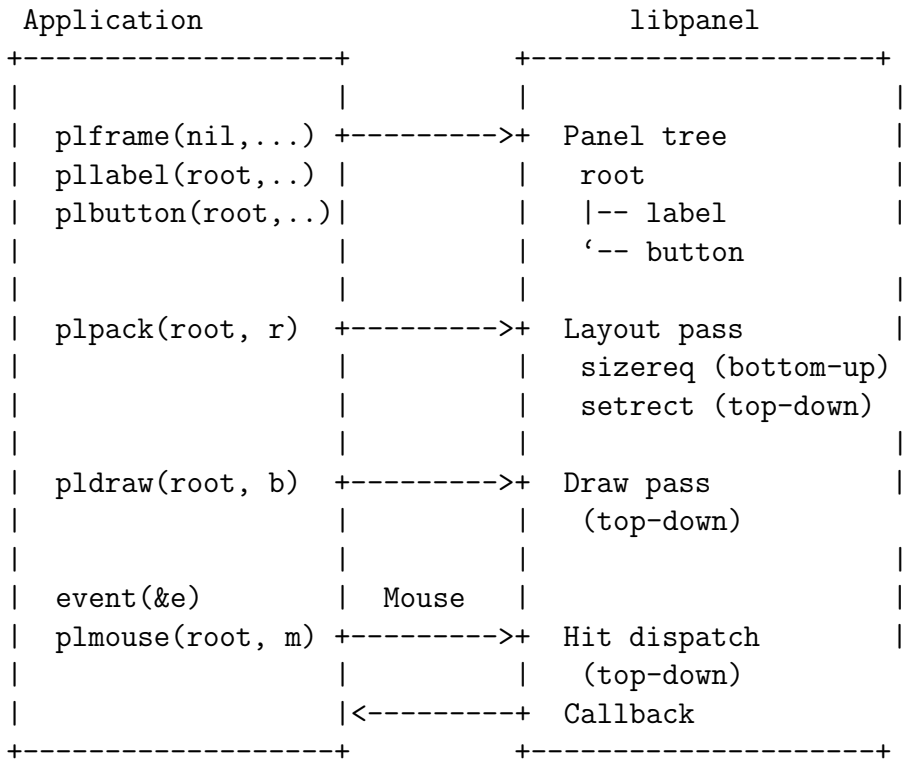 Application                          libpanel
+-------------------+          +---------------------+
|                   |          |                      |
|  plframe(nil,...) +--------->+  Panel tree          |
|  pllabel(root,..) |          |   root               |
|  plbutton(root,..)|          |   |-- label          |
|                   |          |   ‘-- button
|                   |          |                      |
|  plpack(root, r)  +--------->+  Layout pass         |
|                   |          |   sizereq (bottom-up)
|                   |          |   setrect (top-down)
|                   |          |                      |
|  pldraw(root, b)  +--------->+  Draw pass           |
|                   |          |   (top-down)
|                   |          |                      |
|  event(&e)        |  Mouse   |                      |
|  plmouse(root, m) +--------->+  Hit dispatch        |
|                   |          |   (top-down)
|                   |<---------+  Callback
+-------------------+          +---------------------+